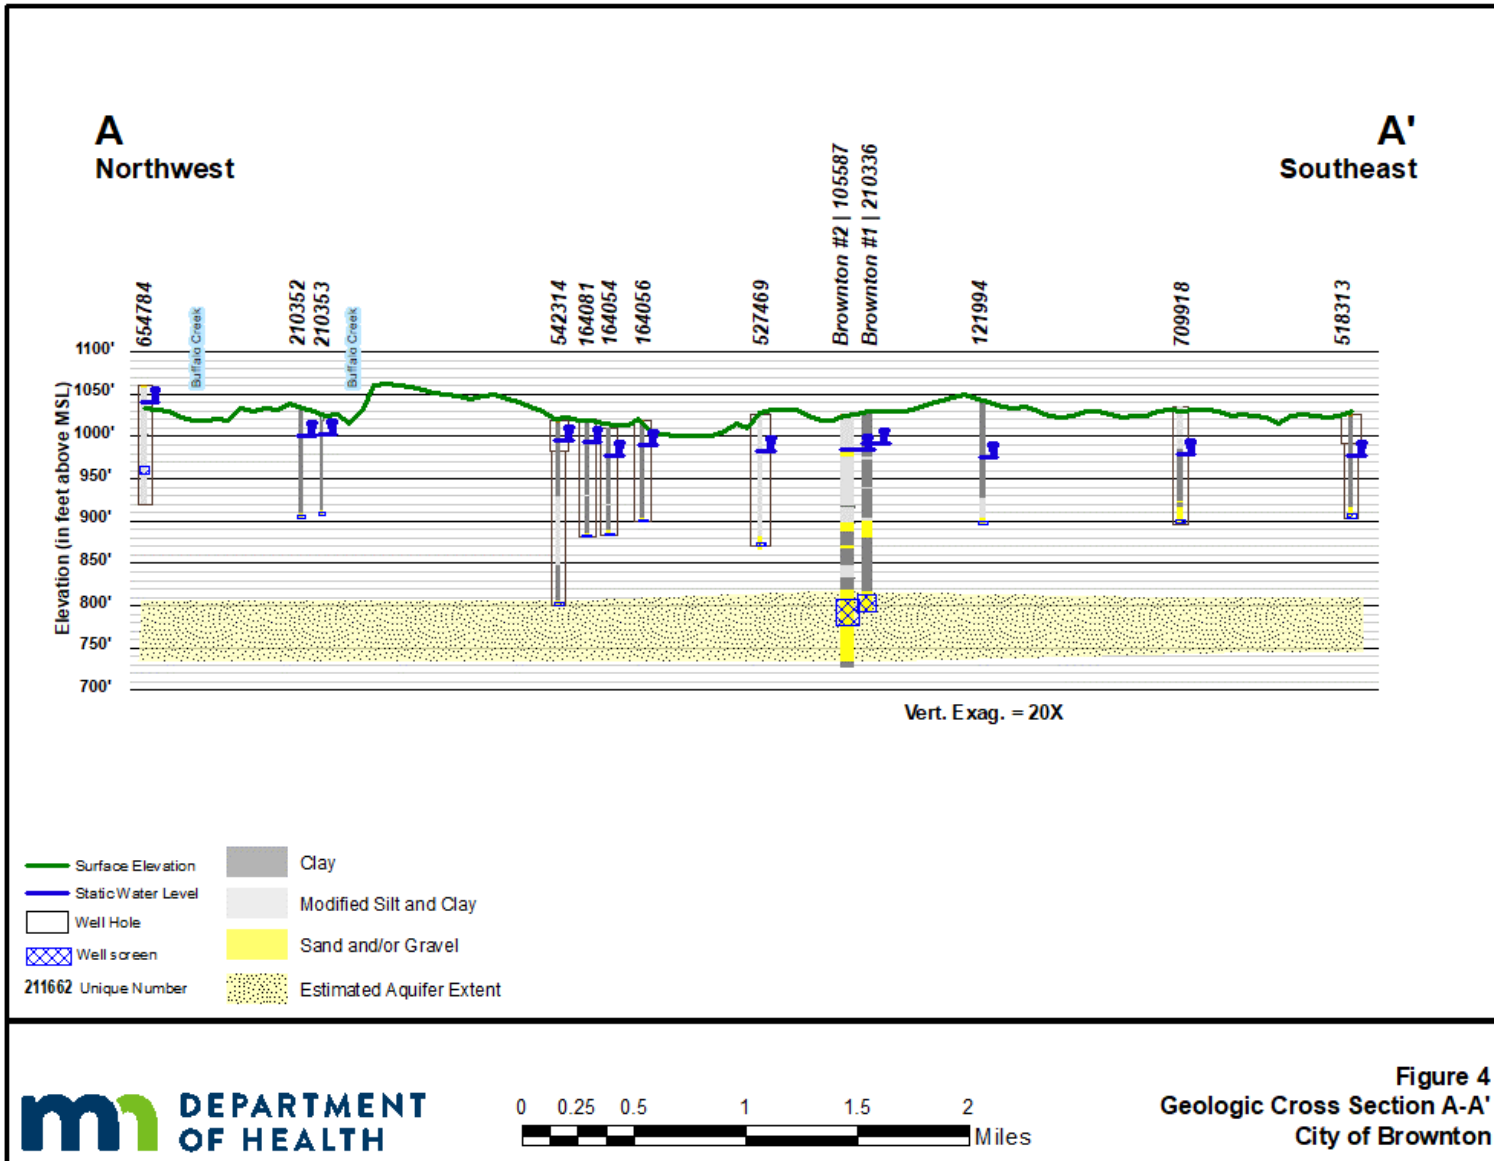 A
Northwest
A'
Southeast
654784
Buffalo Creek
210352
210353
Buffalo Creek
542314
164081
164054
164056
527469
Brownton #2 | 105587
Brownton #1 | 210336
121994
709918
518313
1100'
1050'
1000'
950'
900'
850'
800'
750'
700'
Elevation (in feet above MSL)
Vert. Exag. = 20X
Surface Elevation
Static Water Level
Well Hole
Well screen
211662 Unique Number
Clay
Modified Silt and Clay
Sand and/or Gravel
Estimated Aquifer Extent
mn DEPARTMENT
OF HEALTH
0 0.25 0.5 1 1.5 2
Miles
Figure 4
Geologic Cross Section A-A'
City of Brownton